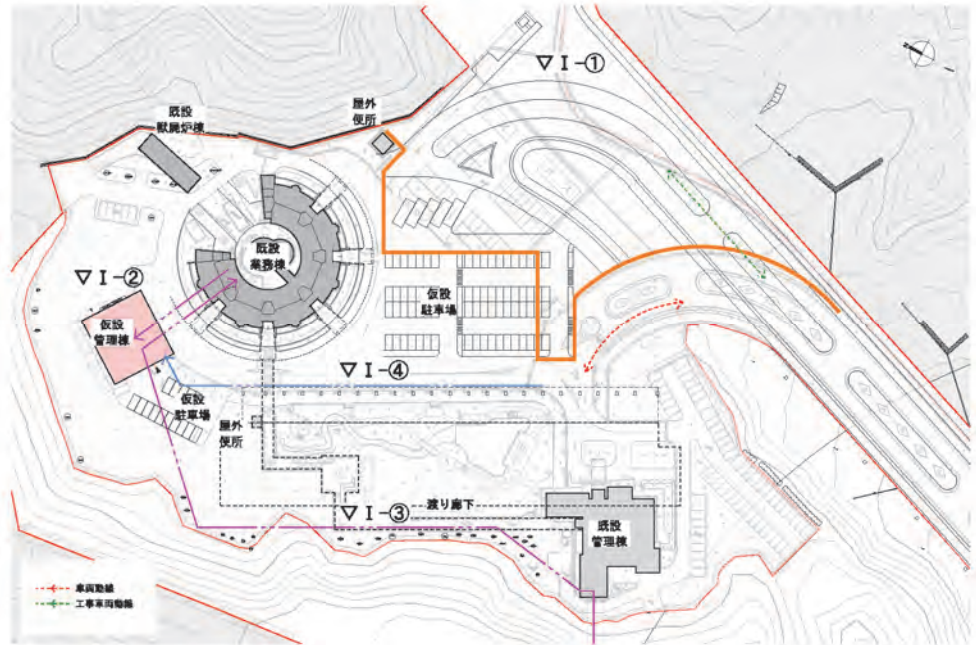 ▽Ⅰ-①
屋外
便所
既設
獣屍炉棟
既設
業務棟
▽Ⅰ-②
仮設
管理棟
仮設
駐車場
▽Ⅰ-④
仮設
駐車場
屋外
便所
▽Ⅰ-③
渡り廊下
既設
管理棟
車両動線
工事車両動線